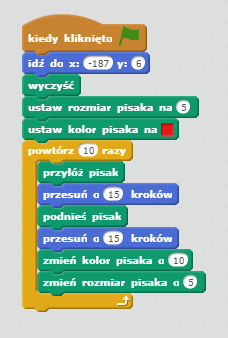 kiedy kliknięto
idź do x: -187 y: 6
wyczyść
ustaw rozmiar pisaka na 5
ustaw kolor pisaka na
powtórz 10 razy
przyłóż pisak
przesuń o 15 kroków
podnieś pisak
przesuń o 15 kroków
zmień kolor pisaka o 10
zmień rozmiar pisaka o 5